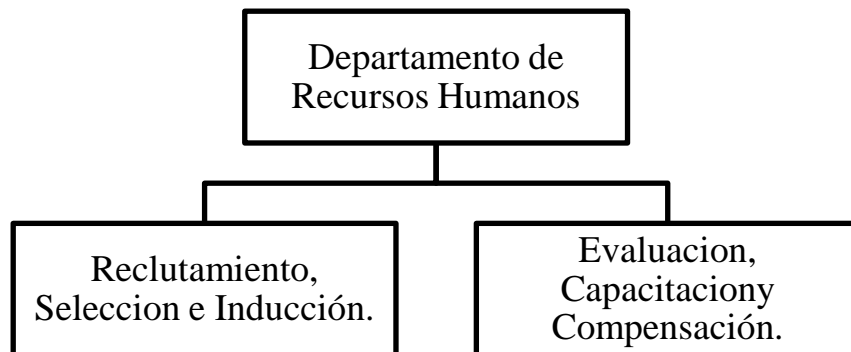 Departamento de
Recursos Humanos
Reclutamiento,
Seleccion e Inducción.
Evaluacion,
Capacitaciony
Compensación.